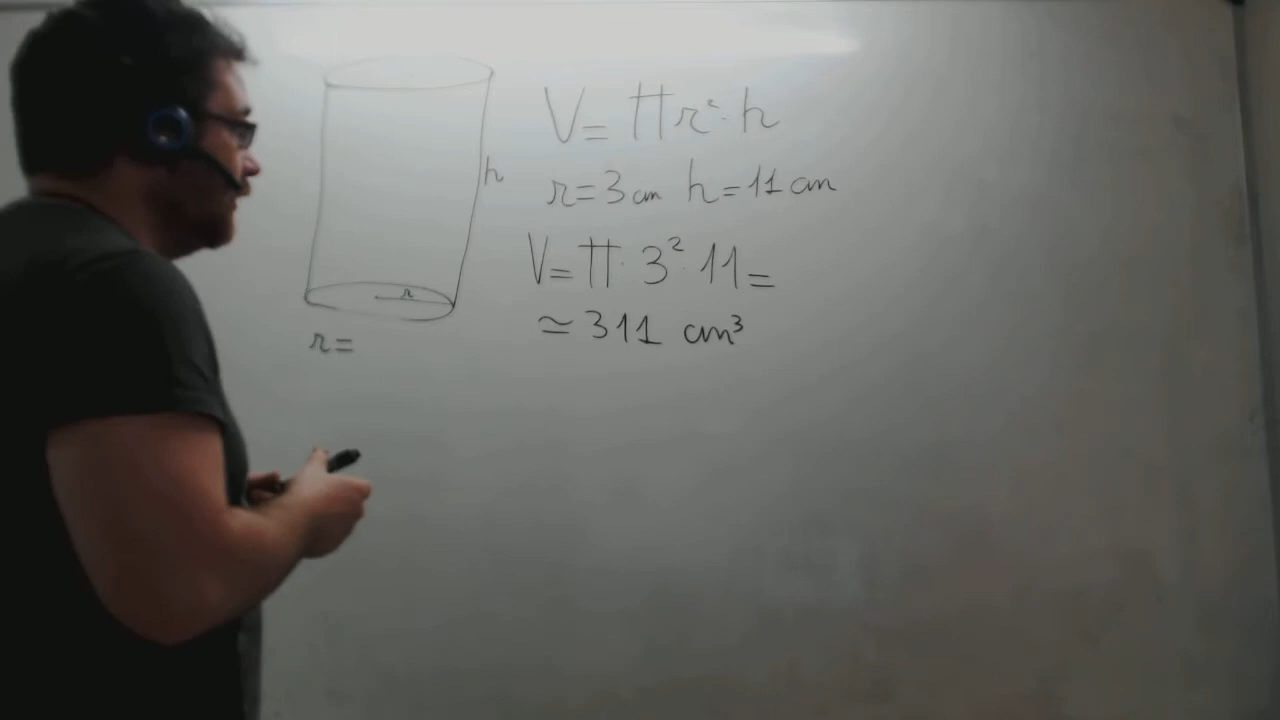 V = π r² · h
h
r = 3 cm h = 11 cm
V = π · 3² · 11 =
r
≃ 311 cm³
r =